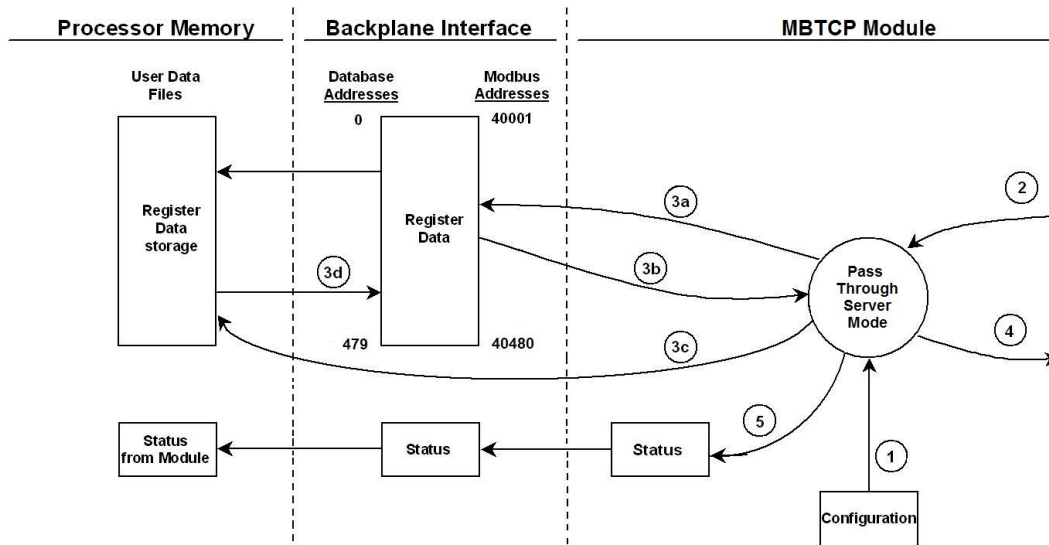 Processor Memory
Backplane Interface
MBTCP Module
User Data
Files
Database
Addresses
Modbus
Addresses
0
40001
Register
Data
storage
Register
Data
3a
2
3b
3d
Pass
Through
Server
Mode
479
40480
3c
4
5
Status
from Module
Status
Status
1
Configuration